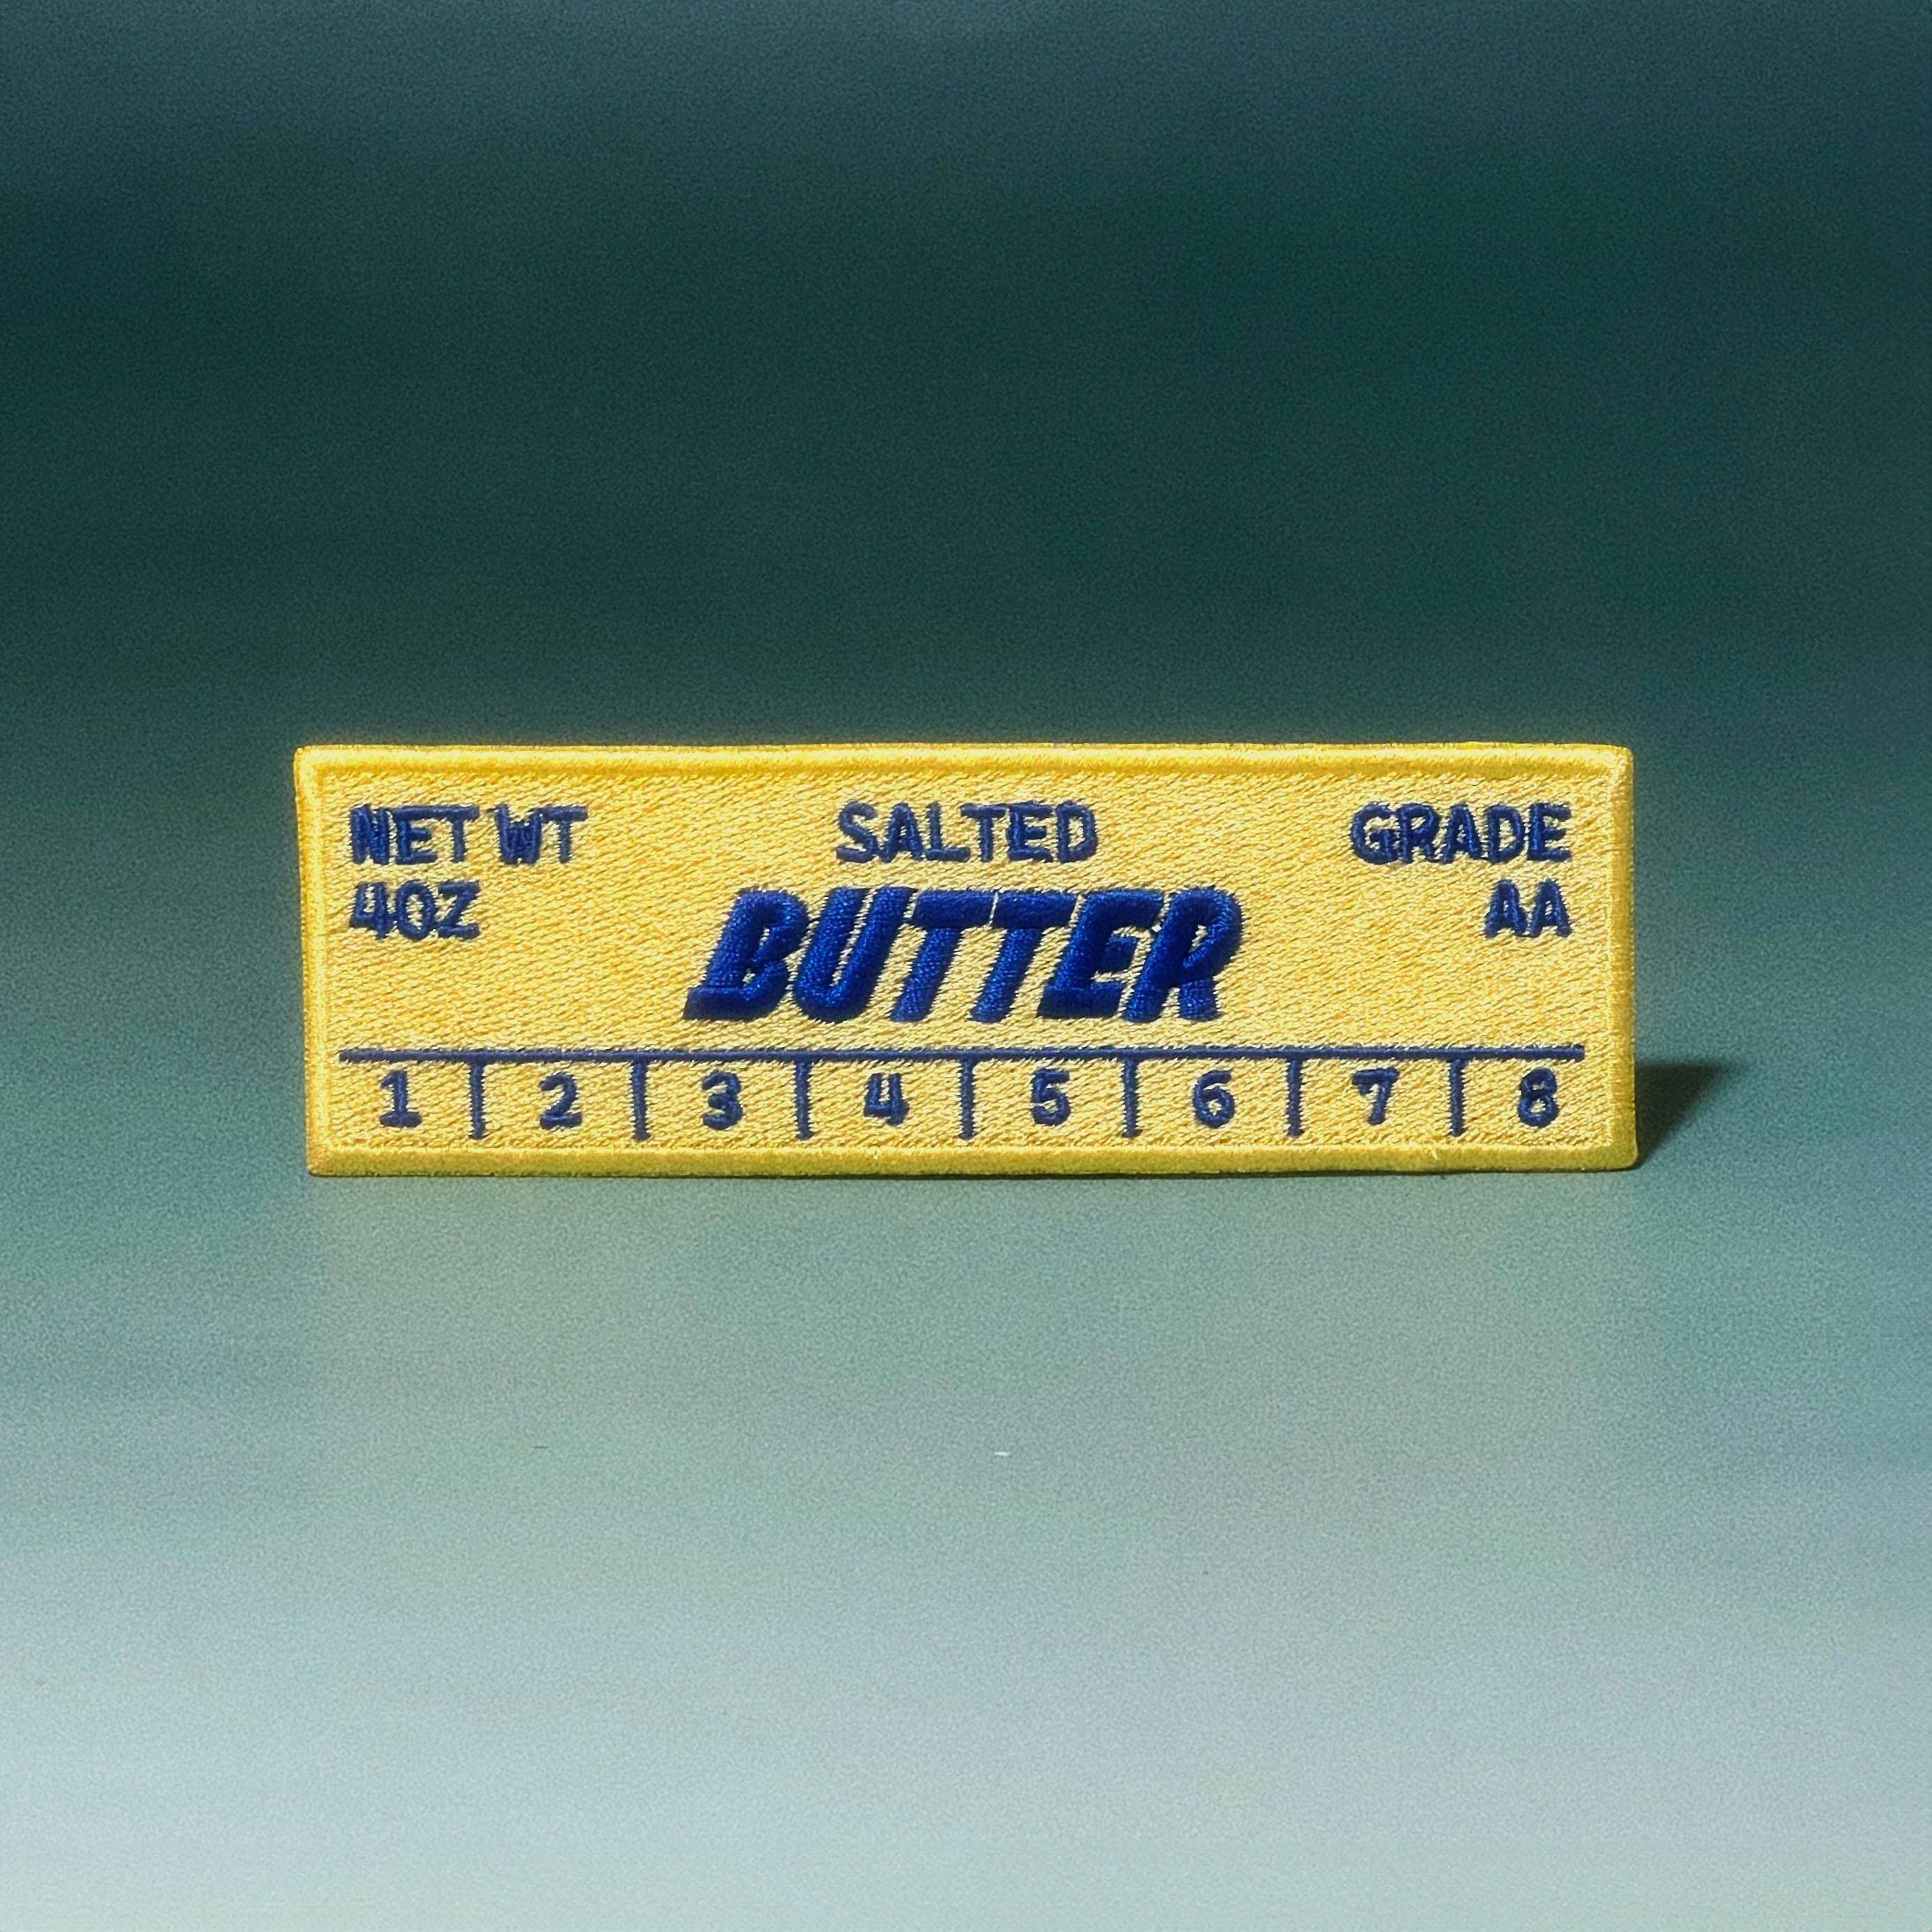 NET WT
4OZ
SALTED
BUTTER
GRADE
AA
1 2 3 4 5 6 7 8